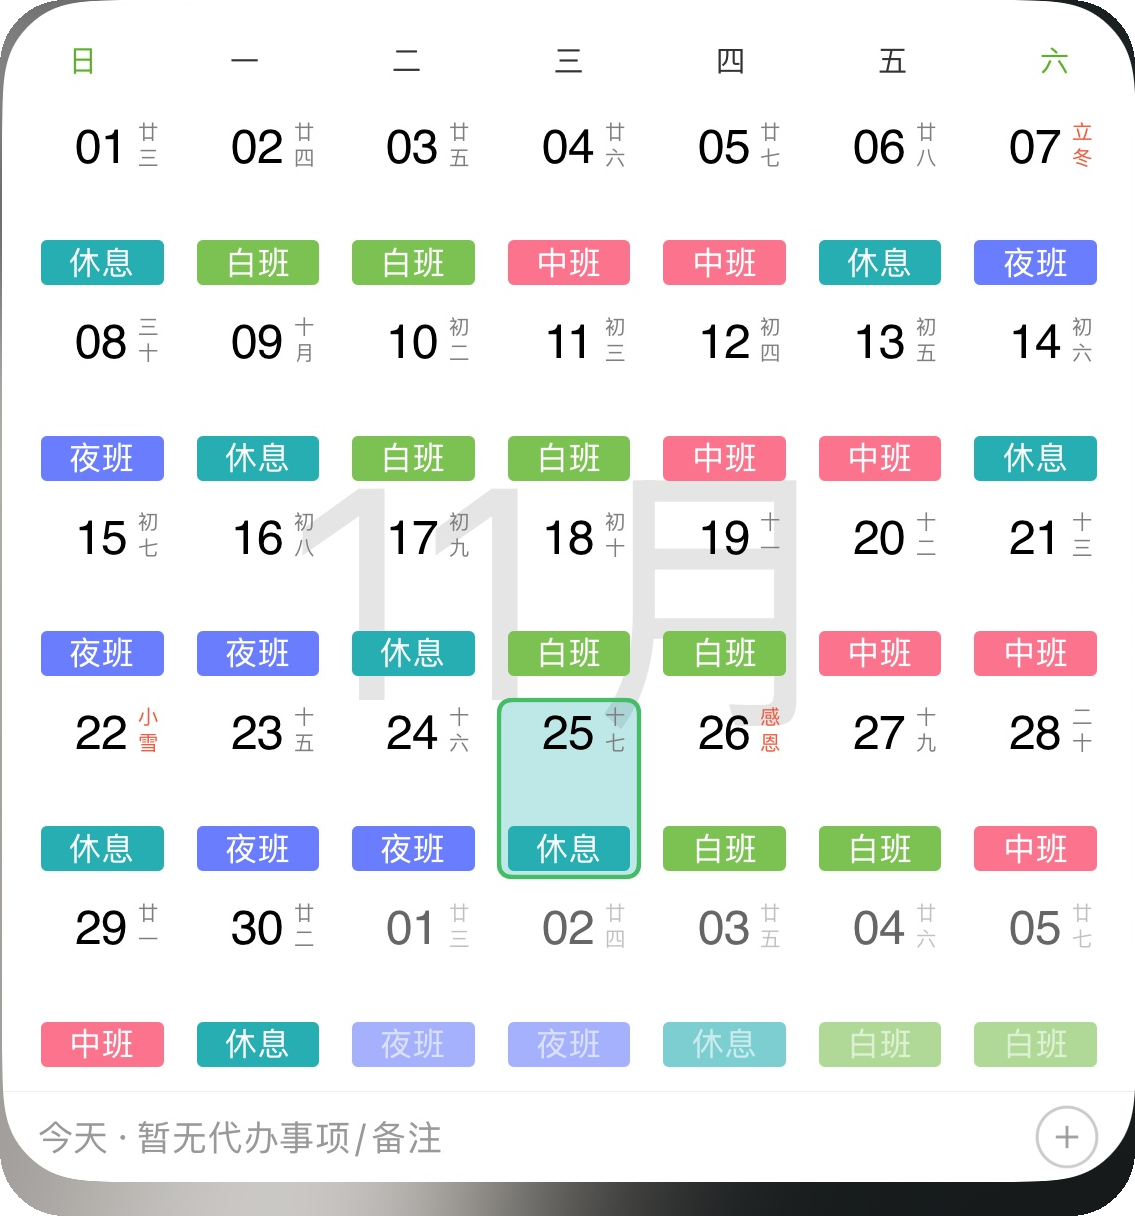 日 一 二 三 四 五 六
01 廿三 02 廿四 03 廿五 04 廿六 05 廿七 06 廿八 07 立冬
休息 白班 白班 中班 中班 休息 夜班
08 三十 09 十月 10 初二 11 初三 12 初四 13 初五 14 初六
夜班 休息 白班 白班 中班 中班 休息
11月
15 初七 16 初八 17 初九 18 初十 19 十一 20 十二 21 十三
夜班 夜班 休息 白班 白班 中班 中班
22 小雪 23 十五 24 十六 25 十七 26 感恩 27 十九 28 二十
休息 夜班 夜班 休息 白班 白班 中班
29 廿一 30 廿二 01 廿三 02 廿四 03 廿五 04 廿六 05 廿七
中班 休息 夜班 夜班 休息 白班 白班
今天 · 暂无代办事项/备注